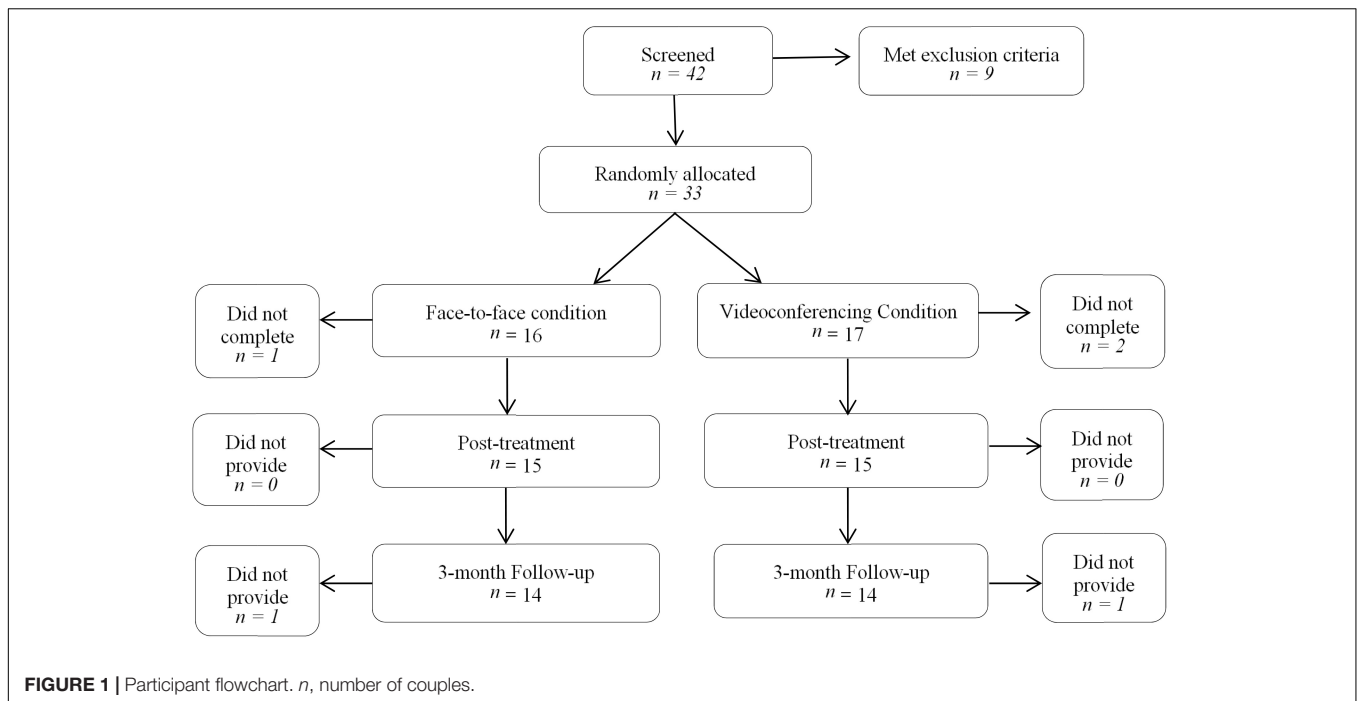 Screened
n = 42
Met exclusion criteria
n = 9
Randomly allocated
n = 33
Did not
complete
n = 1
Face-to-face condition
n = 16
Videoconferencing Condition
n = 17
Did not
complete
n = 2
Did not
provide
n=0
Post-treatment
n = 15
Post-treatment
n = 15
Did not
provide
n = 0
Did not
provide
n = 1
3-month Follow-up
n = 14
3-month Follow-up
n = 14
Did not
provide
n = 1
FIGURE 1 | Participant flowchart. n, number of couples.